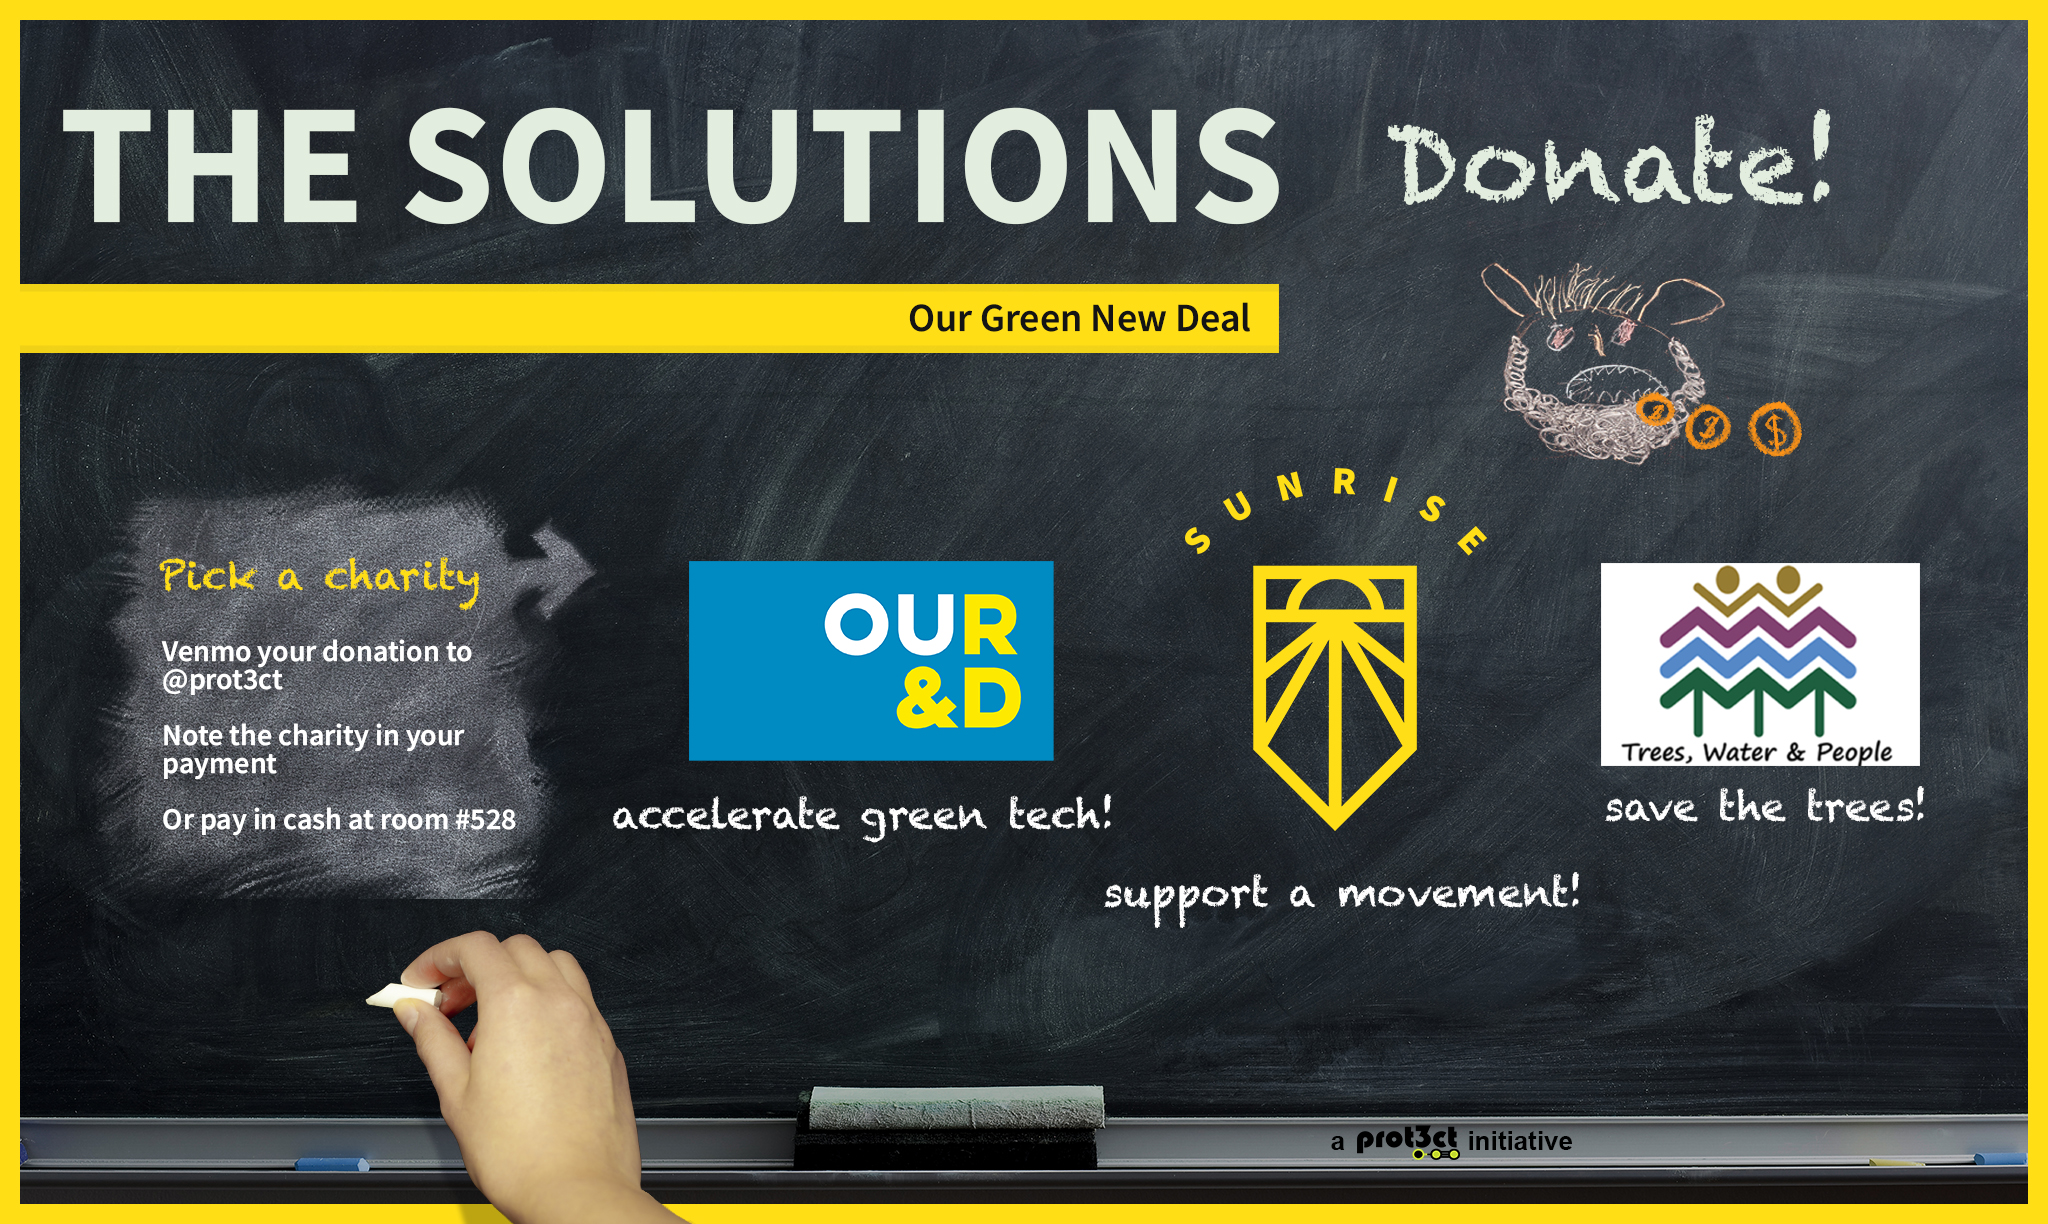 THE SOLUTIONS
Donate!
Our Green New Deal
$ $ $
Pick a charity
Venmo your donation to
@prot3ct
Note the charity in your
payment
Or pay in cash at room #528
OUR
&D
accelerate green tech!
SUNRISE
support a movement!
Trees, Water & People
save the trees!
a prot3ct initiative